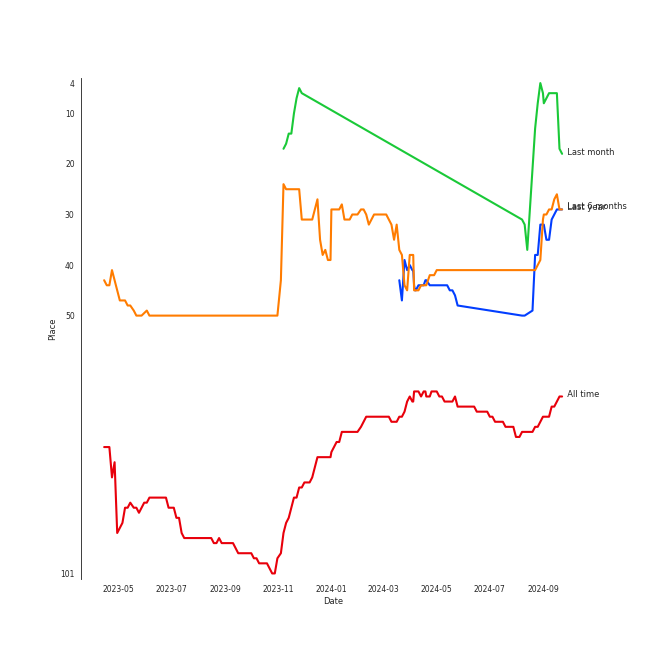 4
10
20
30
40
50
101
Place
2023-05
2023-07
2023-09
2023-11
2024-01
2024-03
2024-05
2024-07
2024-09
Date
Last month
Last 6 months
Last year
All time